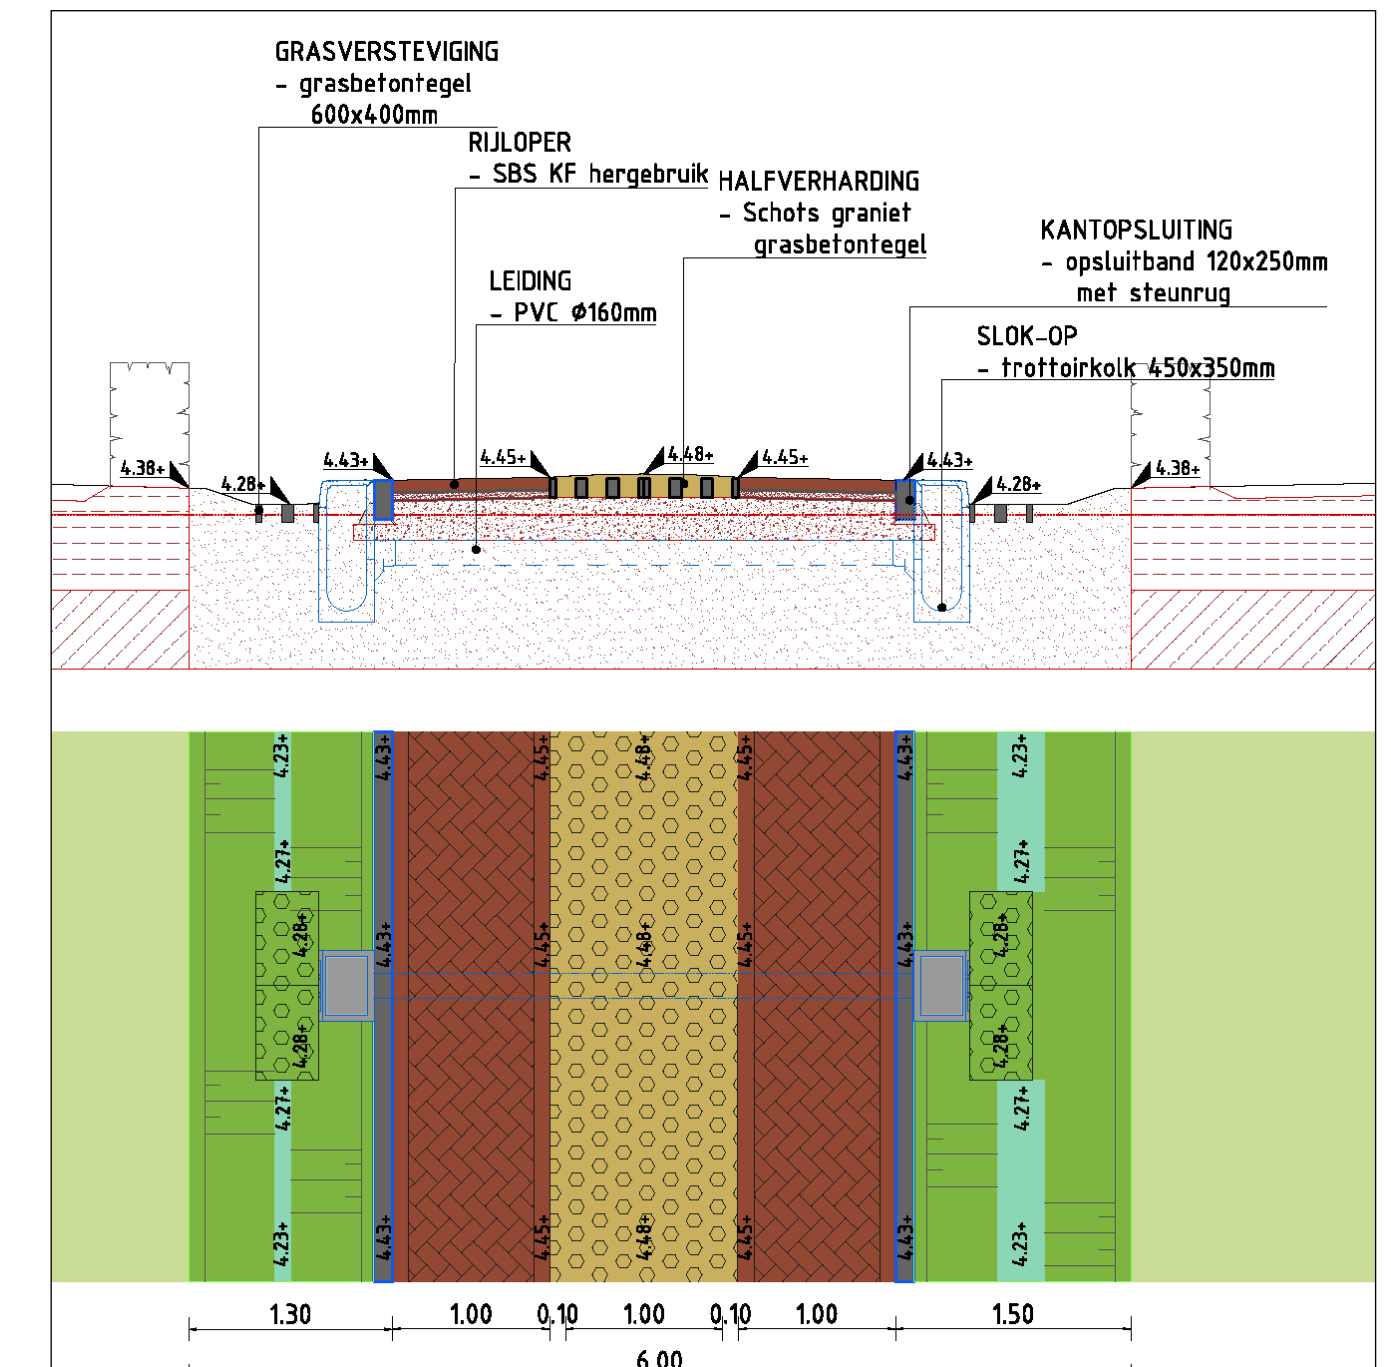 GRASVERSTEVIGING
- grasbetontegel
600x400mm
RIJLOPER
- SBS KF hergebruik
HALFVERHARDING
- Schots graniet
grasbetontegel
KANTOPSLUITING
- opsluitband 120x250mm
met steunrug
LEIDING
- PVC Ø160mm
SLOK-OP
- trottoirkolk 450x350mm
4.38+ 4.28+ 4.43+ 4.45+ 4.48+ 4.45+ 4.43+ 4.28+ 4.38+
4.23+ 4.43+ 4.45+ 4.48+ 4.45+ 4.43+ 4.23+
4.27+ 4.27+
4.28+ 4.43+ 4.45+ 4.48+ 4.45+ 4.43+ 4.28+
4.28+ 4.28+
4.27+ 4.27+
4.23+ 4.43+ 4.45+ 4.48+ 4.45+ 4.43+ 4.23+
1.30 1.00 0.10 1.00 0.10 1.00 1.50
6.00